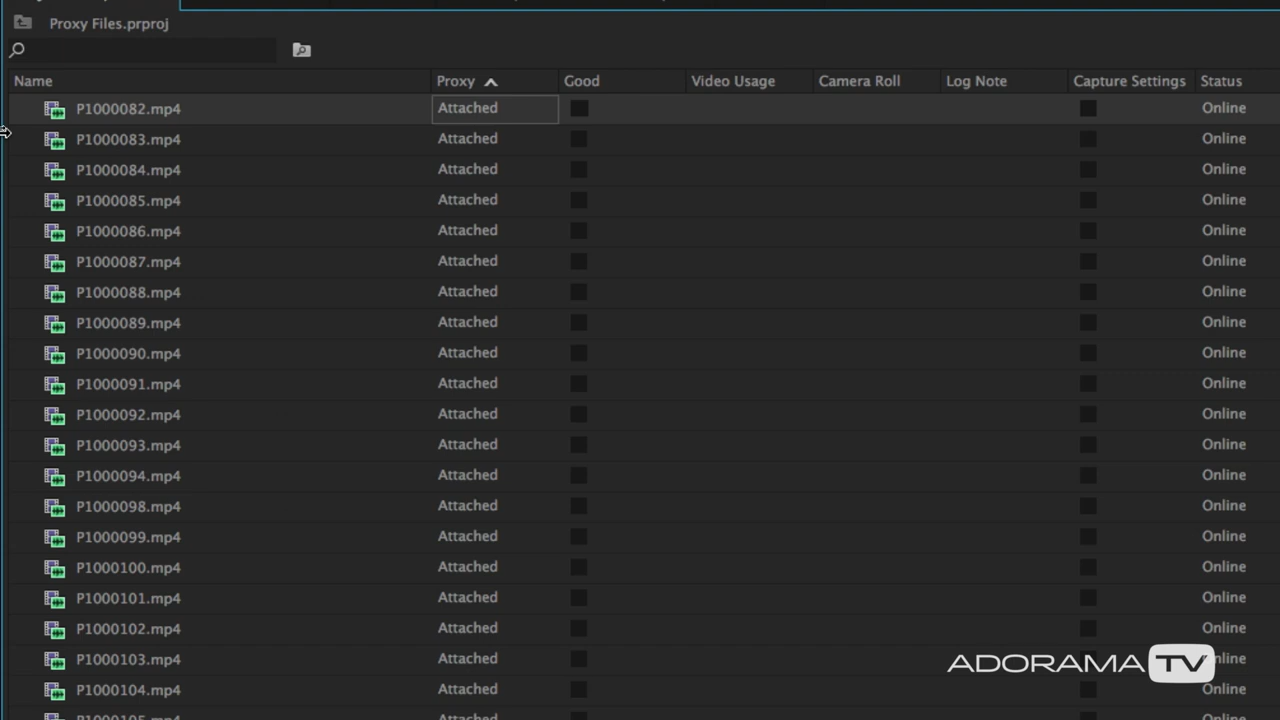 Proxy Files.prproj
Name Proxy Good Video Usage Camera Roll Log Note Capture Settings Status
P1000082.mp4 Attached Online
P1000083.mp4 Attached Online
P1000084.mp4 Attached Online
P1000085.mp4 Attached Online
P1000086.mp4 Attached Online
P1000087.mp4 Attached Online
P1000088.mp4 Attached Online
P1000089.mp4 Attached Online
P1000090.mp4 Attached Online
P1000091.mp4 Attached Online
P1000092.mp4 Attached Online
P1000093.mp4 Attached Online
P1000094.mp4 Attached Online
P1000098.mp4 Attached Online
P1000099.mp4 Attached Online
P1000100.mp4 Attached Online
P1000101.mp4 Attached Online
P1000102.mp4 Attached Online
P1000103.mp4 Attached
ADORAMA TV
P1000104.mp4 Attached Online